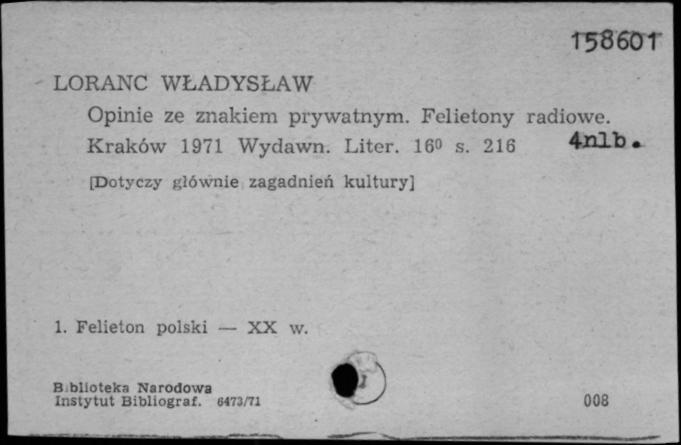 158601
LORANC WŁADYSŁAW
Opinie ze znakiem prywatnym. Felietony radiowe.
Kraków 1971 Wydawn. Liter. 16⁰ s. 216 4nlb.
[Dotyczy głównie zagadnień kultury]
1. Felieton polski — XX w.
Biblioteka Narodowa
Instytut Bibliograf. 6473/71
008